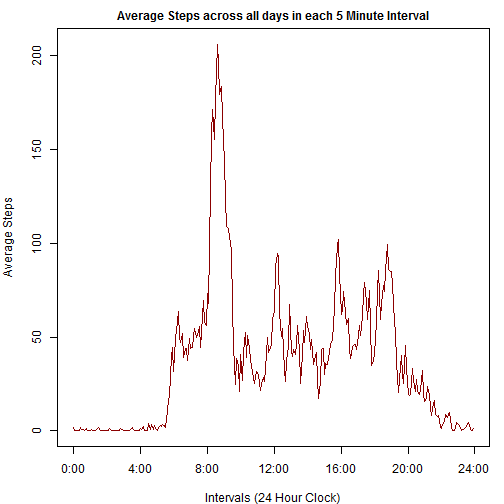 Average Steps across all days in each 5 Minute Interval
Average Steps
200
150
100
50
0
0:00 4:00 8:00 12:00 16:00 20:00 24:00
Intervals (24 Hour Clock)